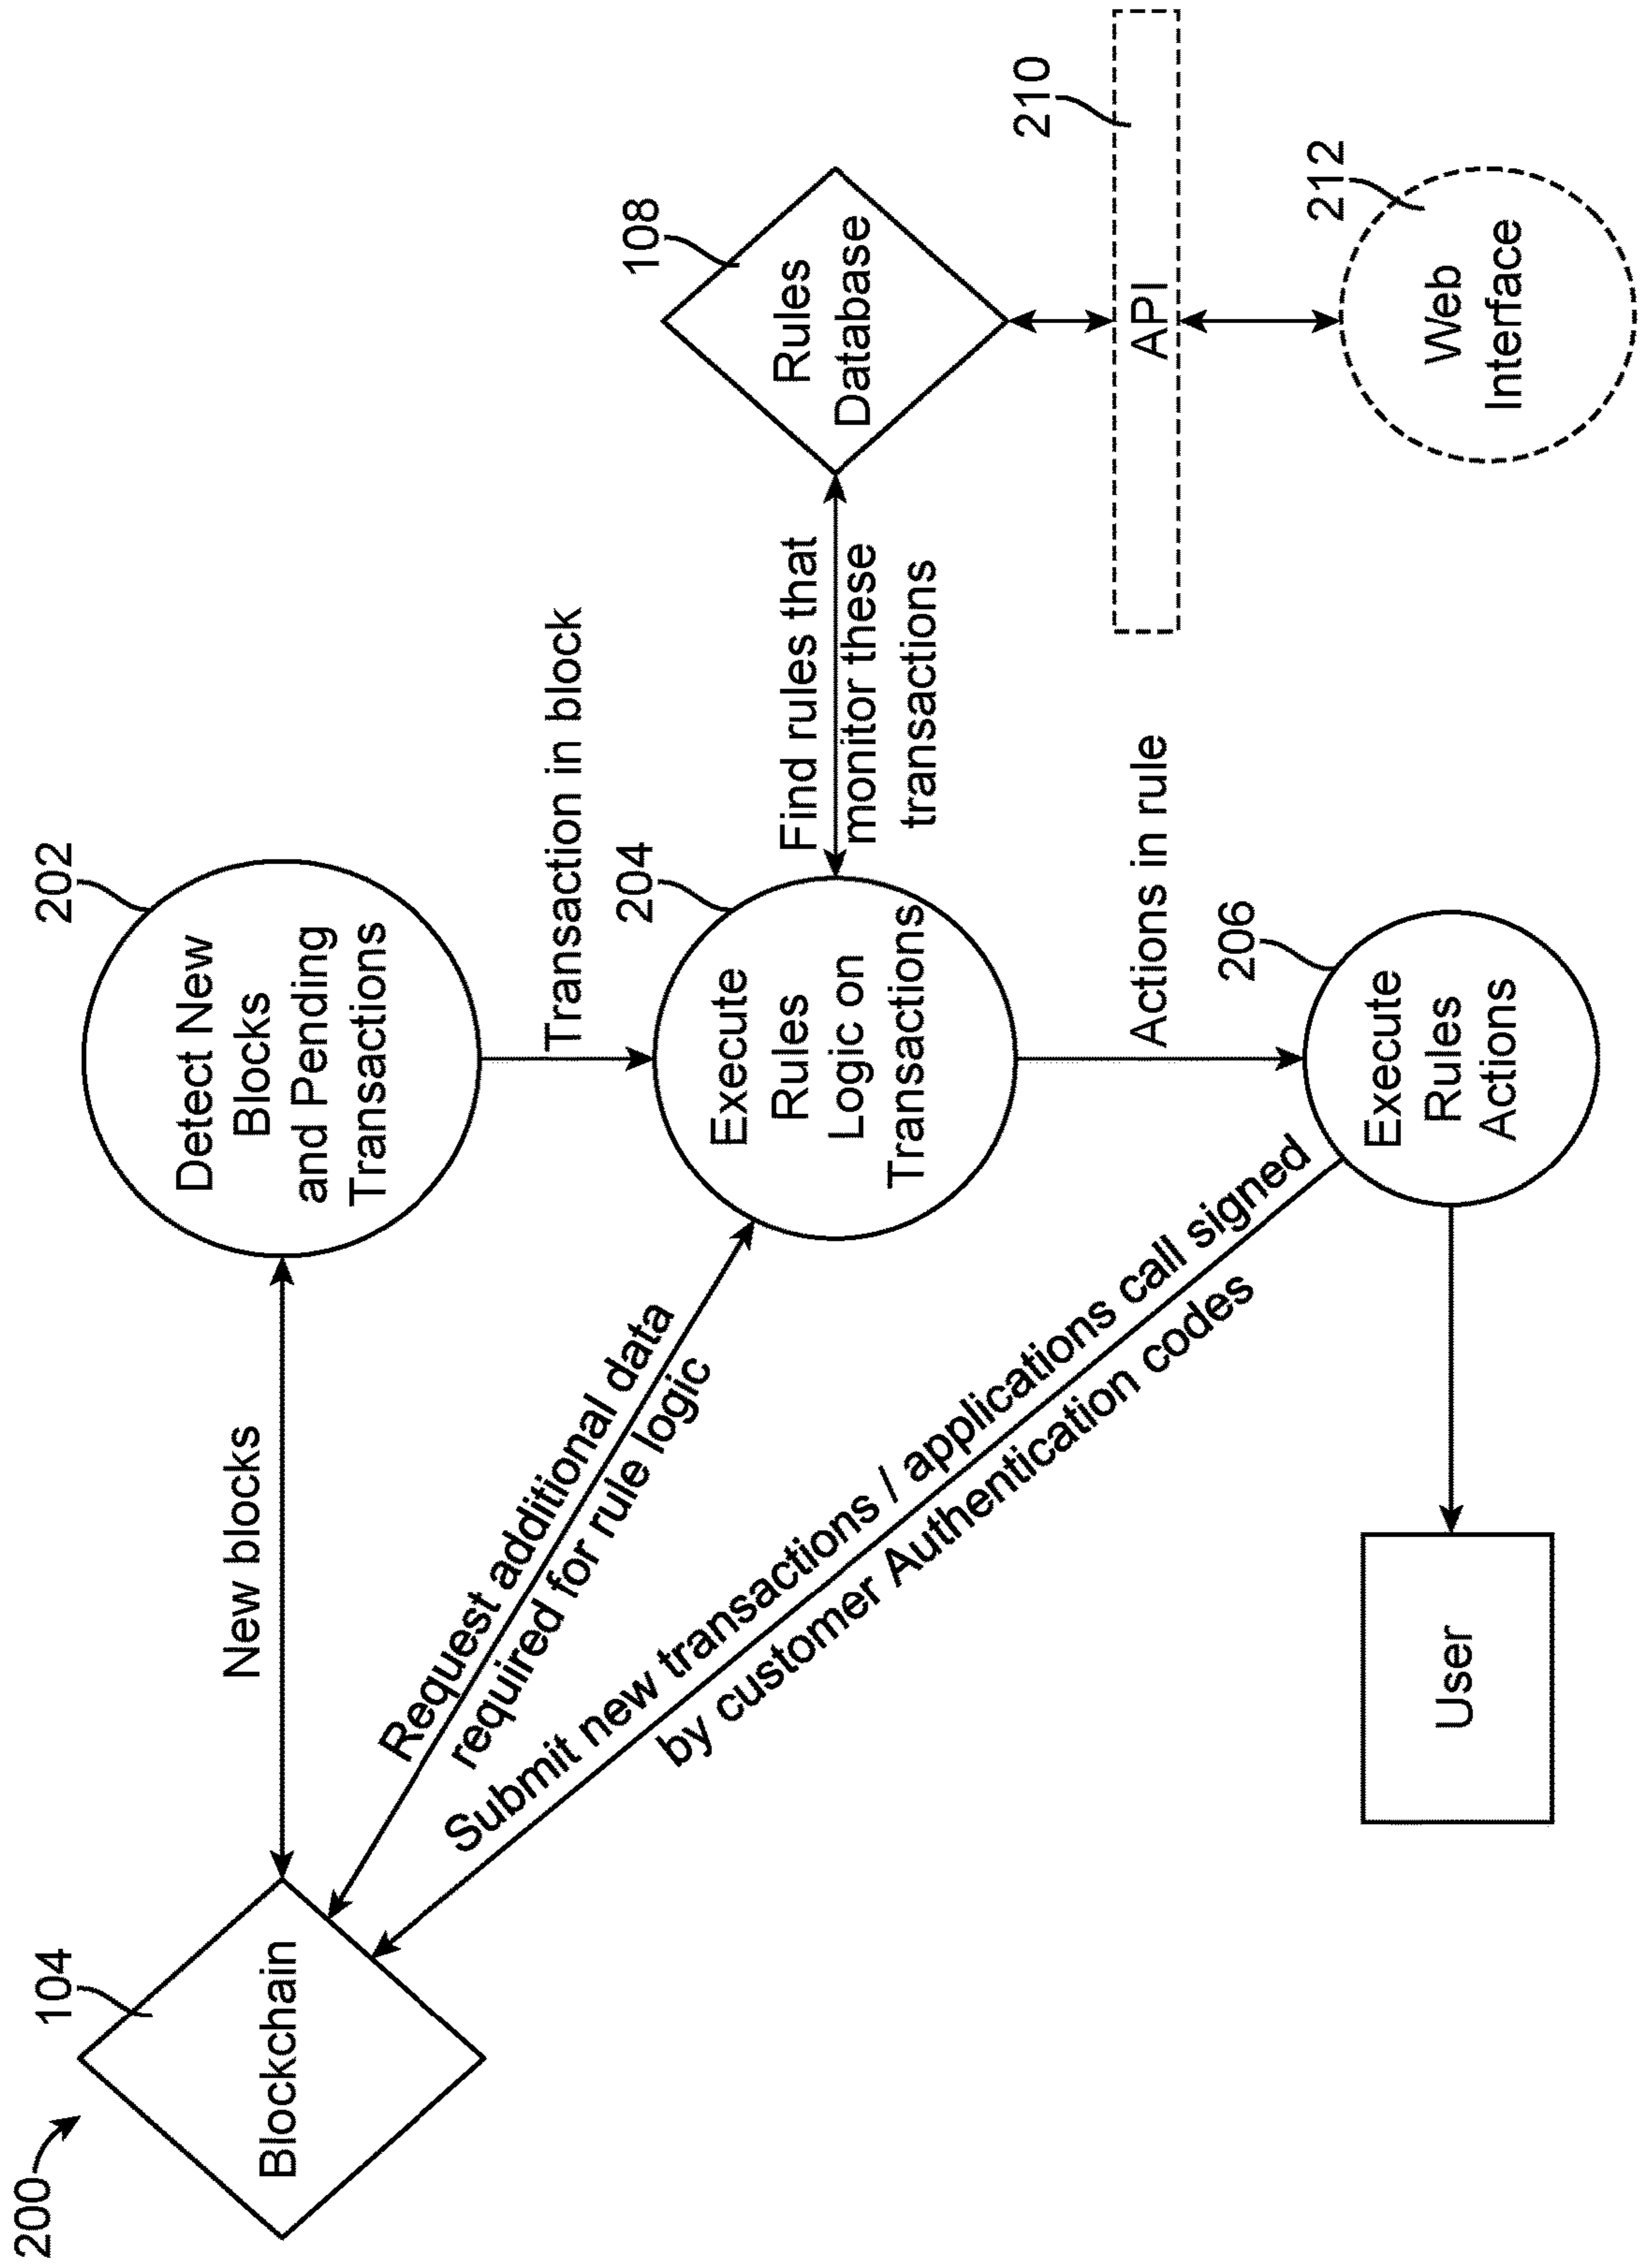 200
104
Blockchain
New blocks
202
Detect New
Blocks
and Pending
Transactions
Request additional data
required for rule logic
Transaction in block
Submit new transactions / applications call signed
by customer Authentication codes
204
Execute
Rules
Logic on
Transactions
Find rules that
monitor these
transactions
108
Rules
Database
Actions in rule
210
API
User
206
Execute
Rules
Actions
212
Web
Interface